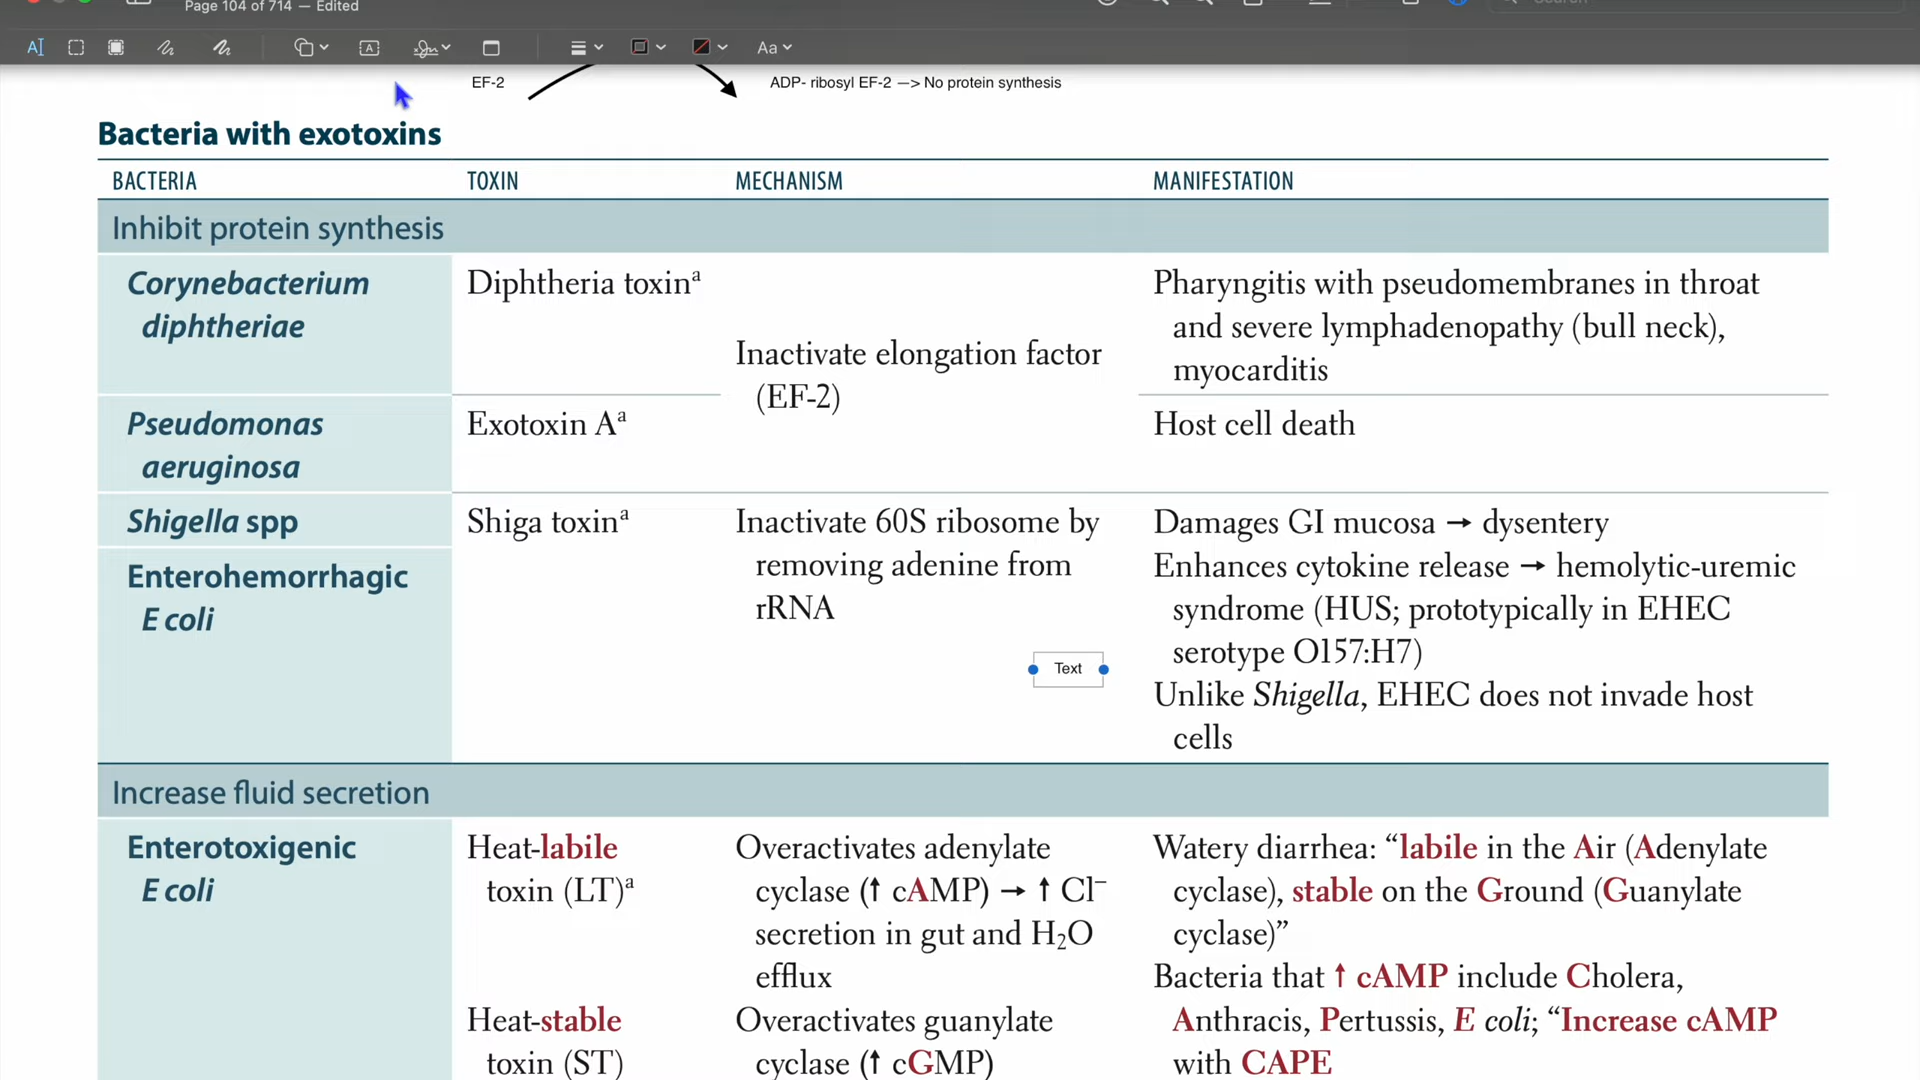 Page 104 of 714 — Edited
Search
A
Aa
EF-2
ADP- ribosyl EF-2 —> No protein synthesis
Bacteria with exotoxins
BACTERIA TOXIN MECHANISM MANIFESTATION
Inhibit protein synthesis
Corynebacterium
diphtheriae
Diphtheria toxinᵃ
Inactivate elongation factor
(EF-2)
Pharyngitis with pseudomembranes in throat
and severe lymphadenopathy (bull neck),
myocarditis
Pseudomonas
aeruginosa
Exotoxin Aᵃ
Host cell death
Shigella spp
Enterohemorrhagic
E coli
Shiga toxinᵃ
Inactivate 60S ribosome by
removing adenine from
rRNA
Text
Damages GI mucosa → dysentery
Enhances cytokine release → hemolytic-uremic
syndrome (HUS; prototypically in EHEC
serotype O157:H7)
Unlike Shigella, EHEC does not invade host
cells
Increase fluid secretion
Enterotoxigenic
E coli
Heat-labile
toxin (LT)ᵃ
Overactivates adenylate
cyclase (↑ cAMP) → ↑ Cl⁻
secretion in gut and H₂O
efflux
Watery diarrhea: “labile in the Air (Adenylate
cyclase), stable on the Ground (Guanylate
cyclase)”
Bacteria that ↑ cAMP include Cholera,
Anthracis, Pertussis, E coli; “Increase cAMP
with CAPE
Heat-stable
toxin (ST)
Overactivates guanylate
cyclase (↑ cGMP)